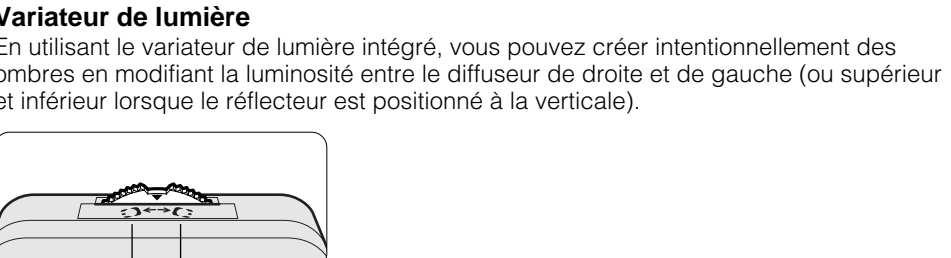 Variateur de lumière
En utilisant le variateur de lumière intégré, vous pouvez créer intentionnellement des
ombres en modifiant la luminosité entre le diffuseur de droite et de gauche (ou supérieur
et inférieur lorsque le réflecteur est positionné à la verticale).